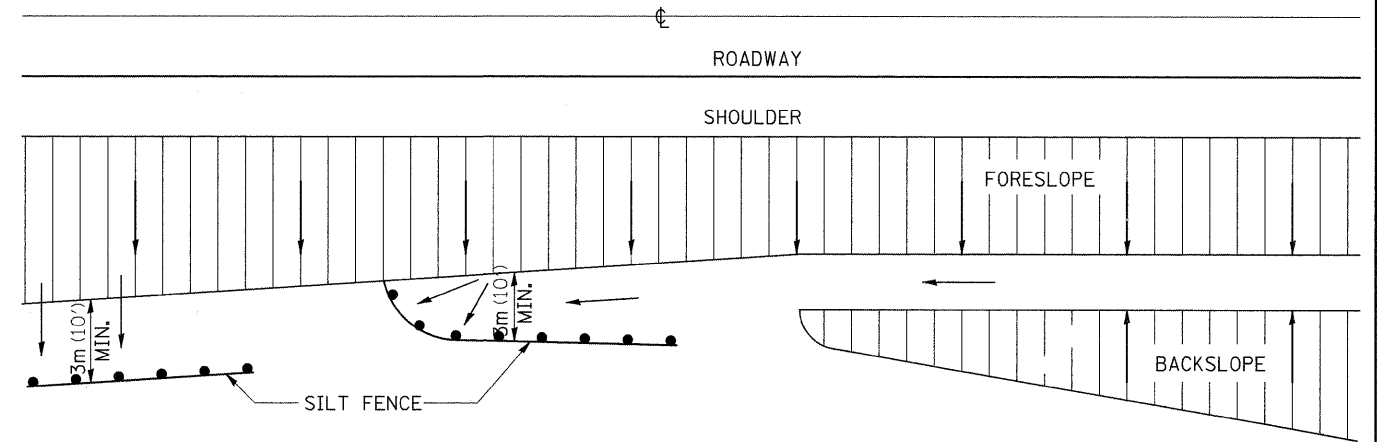 ℄
ROADWAY
SHOULDER
FORESLOPE
3m (10')
MIN.
3m (10')
MIN.
BACKSLOPE
SILT FENCE